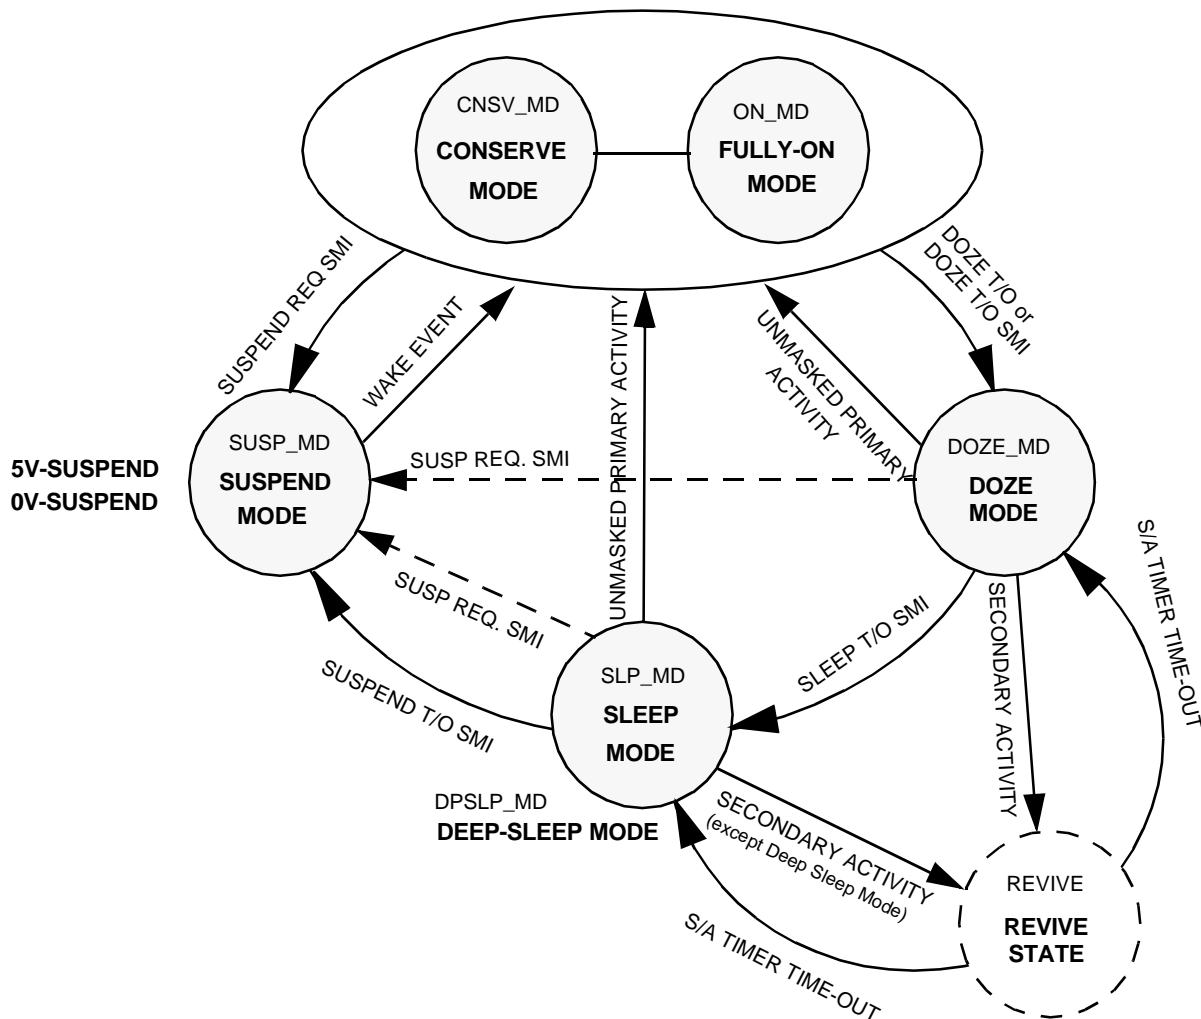 CNSV_MD
CONSERVE
MODE
ON_MD
FULLY-ON
MODE
SUSPEND REQ SMI
WAKE EVENT
UNMASKED PRIMARY ACTIVITY
UNMASKED PRIMARY
ACTIVITY
DOZE T/O or
DOZE T/O SMI
5V-SUSPEND
0V-SUSPEND
SUSP_MD
SUSPEND
MODE
SUSP REQ. SMI
DOZE_MD
DOZE
MODE
SUSP REQ. SMI
SUSPEND T/O SMI
SLEEP T/O SMI
SECONDARY ACTIVITY
S/A TIMER TIME-OUT
SLP_MD
SLEEP
MODE
DPSLP_MD
DEEP-SLEEP MODE
SECONDARY ACTIVITY
(except Deep Sleep Mode)
S/A TIMER TIME-OUT
REVIVE
REVIVE
STATE